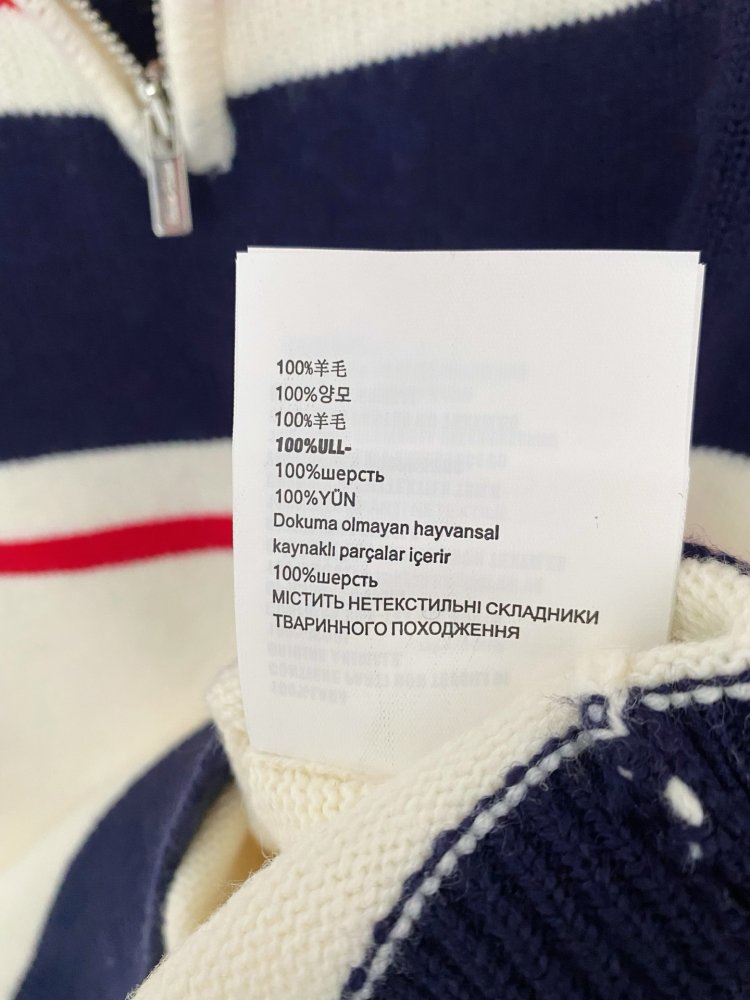 100%羊毛
100%양모
100%羊毛
100%ULL-
100%шерсть
100%YÜN
Dokuma olmayan hayvansal
kaynaklı parçalar içerir
100%шерсть
МІСТИТЬ НЕТЕКСТИЛЬНІ СКЛАДНИКИ
ТВАРИННОГО ПОХОДЖЕННЯ